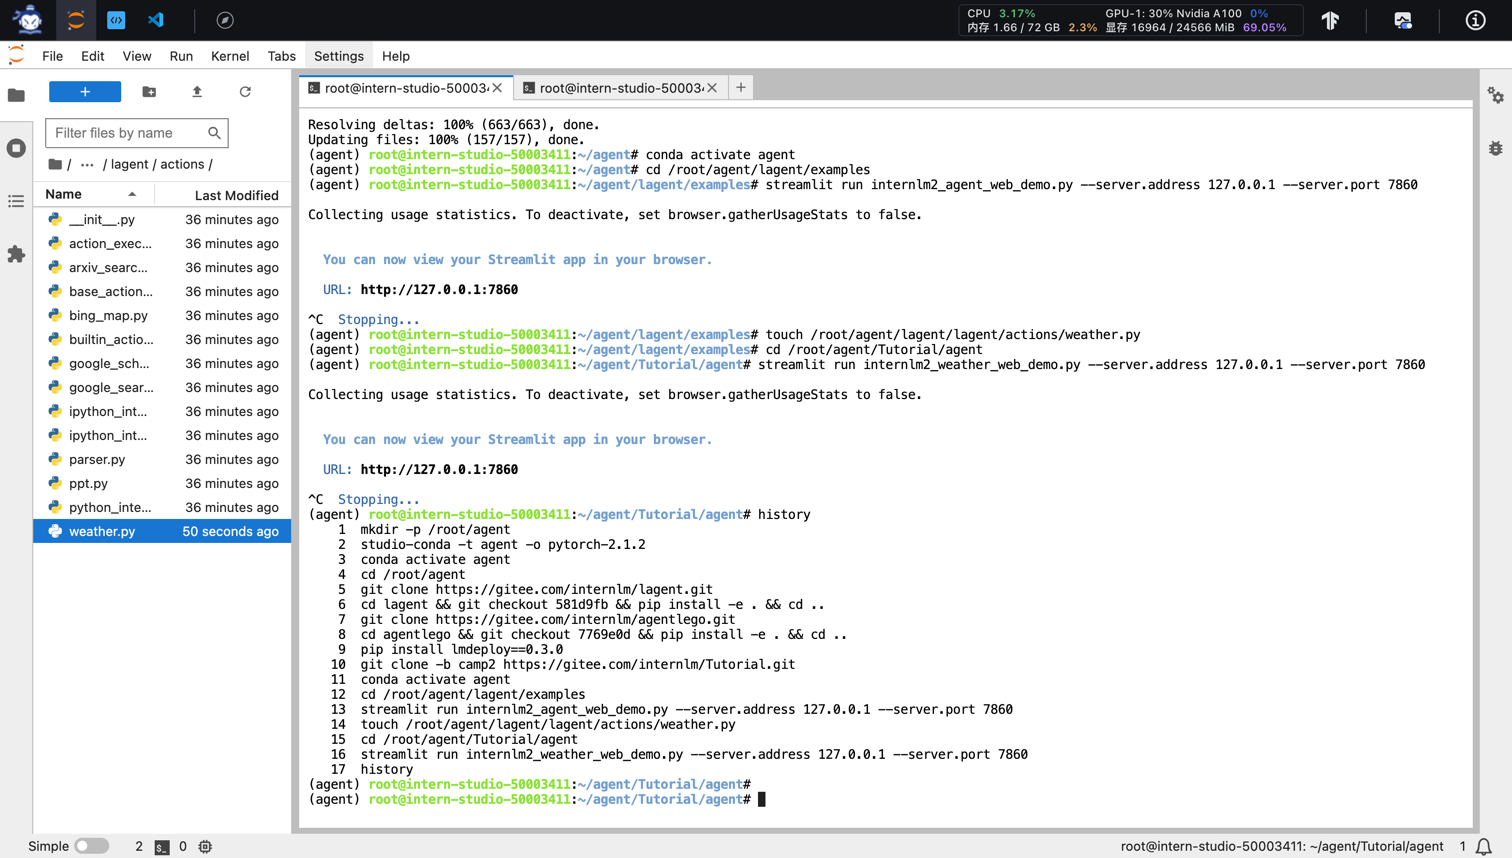 CPU 3.17% GPU-1: 30% Nvidia A100 0%
内存 1.66 / 72 GB 2.3% 显存 16964 / 24566 MiB 69.05%
File Edit View Run Kernel Tabs Settings Help
+
root@intern-studio-50003
root@intern-studio-50003
+
Filter files by name
/ ··· / lagent / actions /
Name Last Modified
__init__.py 36 minutes ago
action_exec... 36 minutes ago
arxiv_searc... 36 minutes ago
base_action... 36 minutes ago
bing_map.py 36 minutes ago
builtin_actio... 36 minutes ago
google_sch... 36 minutes ago
google_sear... 36 minutes ago
ipython_int... 36 minutes ago
ipython_int... 36 minutes ago
parser.py 36 minutes ago
ppt.py 36 minutes ago
python_inte... 36 minutes ago
weather.py 50 seconds ago
Resolving deltas: 100% (663/663), done.
Updating files: 100% (157/157), done.
(agent) root@intern-studio-50003411:~/agent# conda activate agent
(agent) root@intern-studio-50003411:~/agent# cd /root/agent/lagent/examples
(agent) root@intern-studio-50003411:~/agent/lagent/examples# streamlit run internlm2_agent_web_demo.py --server.address 127.0.0.1 --server.port 7860
Collecting usage statistics. To deactivate, set browser.gatherUsageStats to false.
You can now view your Streamlit app in your browser.
URL: http://127.0.0.1:7860
^C Stopping...
(agent) root@intern-studio-50003411:~/agent/lagent/examples# touch /root/agent/lagent/lagent/actions/weather.py
(agent) root@intern-studio-50003411:~/agent/lagent/examples# cd /root/agent/Tutorial/agent
(agent) root@intern-studio-50003411:~/agent/Tutorial/agent# streamlit run internlm2_weather_web_demo.py --server.address 127.0.0.1 --server.port 7860
Collecting usage statistics. To deactivate, set browser.gatherUsageStats to false.
You can now view your Streamlit app in your browser.
URL: http://127.0.0.1:7860
^C Stopping...
(agent) root@intern-studio-50003411:~/agent/Tutorial/agent# history
1 mkdir -p /root/agent
2 studio-conda -t agent -o pytorch-2.1.2
3 conda activate agent
4 cd /root/agent
5 git clone https://gitee.com/internlm/lagent.git
6 cd lagent && git checkout 581d9fb && pip install -e . && cd ..
7 git clone https://gitee.com/internlm/agentlego.git
8 cd agentlego && git checkout 7769e0d && pip install -e . && cd ..
9 pip install lmdeploy==0.3.0
10 git clone -b camp2 https://gitee.com/internlm/Tutorial.git
11 conda activate agent
12 cd /root/agent/lagent/examples
13 streamlit run internlm2_agent_web_demo.py --server.address 127.0.0.1 --server.port 7860
14 touch /root/agent/lagent/lagent/actions/weather.py
15 cd /root/agent/Tutorial/agent
16 streamlit run internlm2_weather_web_demo.py --server.address 127.0.0.1 --server.port 7860
17 history
(agent) root@intern-studio-50003411:~/agent/Tutorial/agent#
(agent) root@intern-studio-50003411:~/agent/Tutorial/agent#
Simple 2 0 root@intern-studio-50003411: ~/agent/Tutorial/agent 1